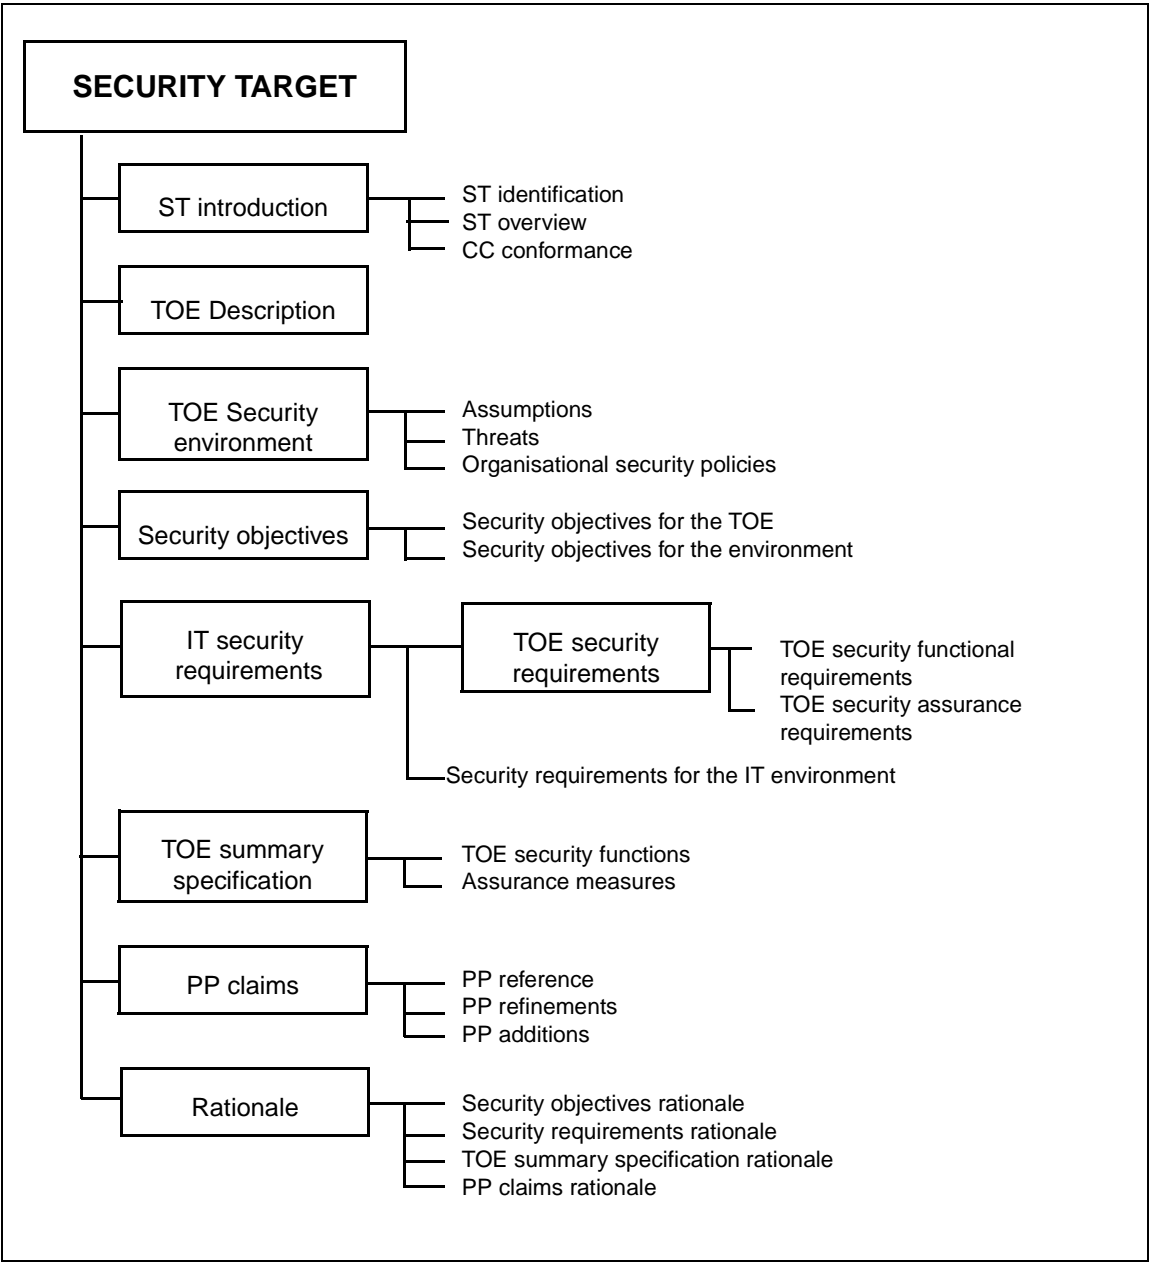 SECURITY TARGET
ST introduction
ST identification
ST overview
CC conformance
TOE Description
TOE Security
environment
Assumptions
Threats
Organisational security policies
Security objectives
Security objectives for the TOE
Security objectives for the environment
IT security
requirements
TOE security
requirements
TOE security functional
requirements
TOE security assurance
requirements
Security requirements for the IT environment
TOE summary
specification
TOE security functions
Assurance measures
PP claims
PP reference
PP refinements
PP additions
Rationale
Security objectives rationale
Security requirements rationale
TOE summary specification rationale
PP claims rationale